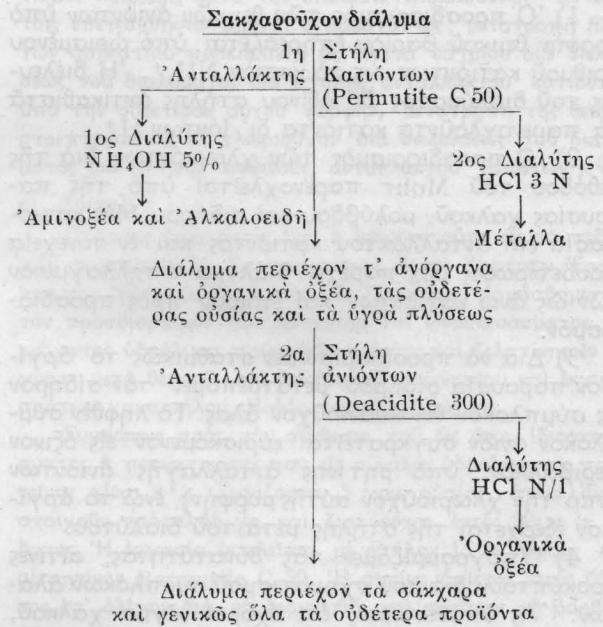 Σακχαροῦχον διάλυμα
1η Στήλη
Ἀνταλλάκτης Κατιόντων
(Permutite C 50)
1ος Διαλύτης
NH₄OH 5%
2ος Διαλύτης
HCl 3 N
Ἀμινοξέα καὶ Ἀλκαλοειδῆ
Μέταλλα
Διάλυμα περιέχον τ' ἀνόργανα
καὶ ὀργανικὰ ὀξέα, τὰς οὐδετέ-
ρας οὐσίας καὶ τὰ ὑγρὰ πλύσεως
2α Στήλη
Ἀνταλλάκτης ἀνιόντων
(Deacidite 300)
Διαλύτης
HCl N/1
Ὀργανικὰ
ὀξέα
Διάλυμα περιέχον τὰ σάκχαρα
καὶ γενικῶς ὅλα τὰ οὐδέτερα προϊόντα